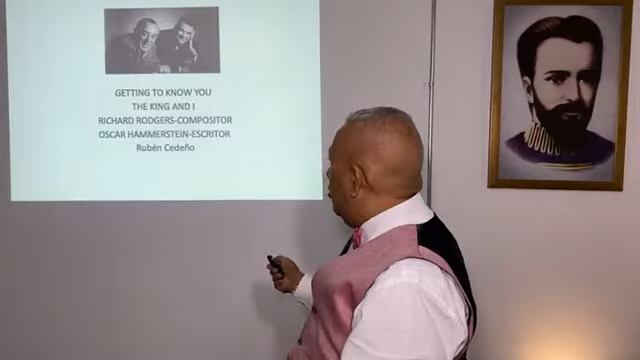 GETTING TO KNOW YOU
THE KING AND I
RICHARD RODGERS-COMPOSITOR
OSCAR HAMMERSTEIN-ESCRITOR
Rubén Cedeño